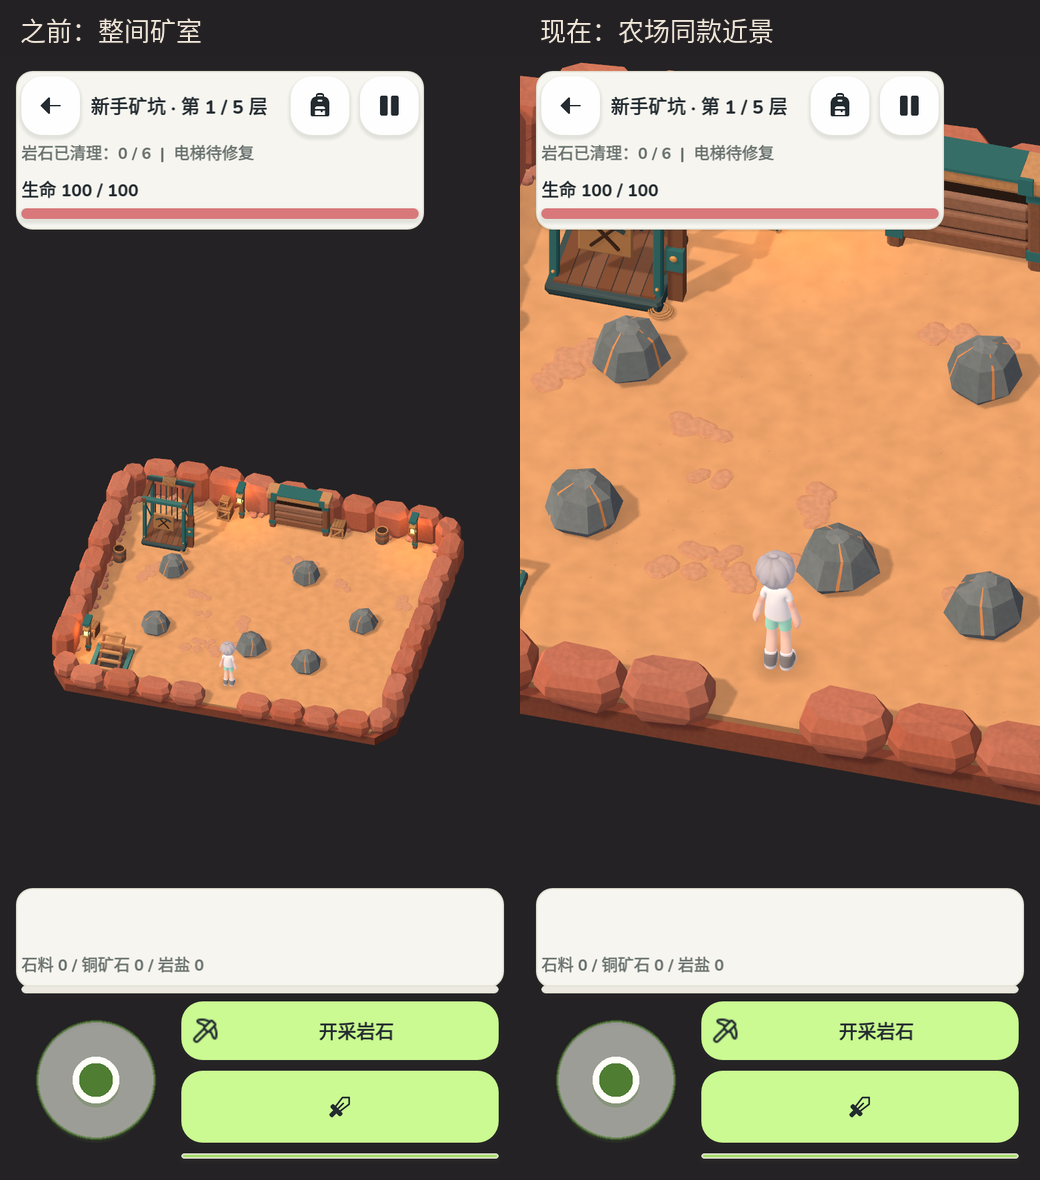 之前：整间矿室
新手矿坑 · 第 1 / 5 层
岩石已清理：0 / 6 | 电梯待修复
生命 100 / 100
石料 0 / 铜矿石 0 / 岩盐 0
开采岩石
现在：农场同款近景
新手矿坑 · 第 1 / 5 层
岩石已清理：0 / 6 | 电梯待修复
生命 100 / 100
石料 0 / 铜矿石 0 / 岩盐 0
开采岩石